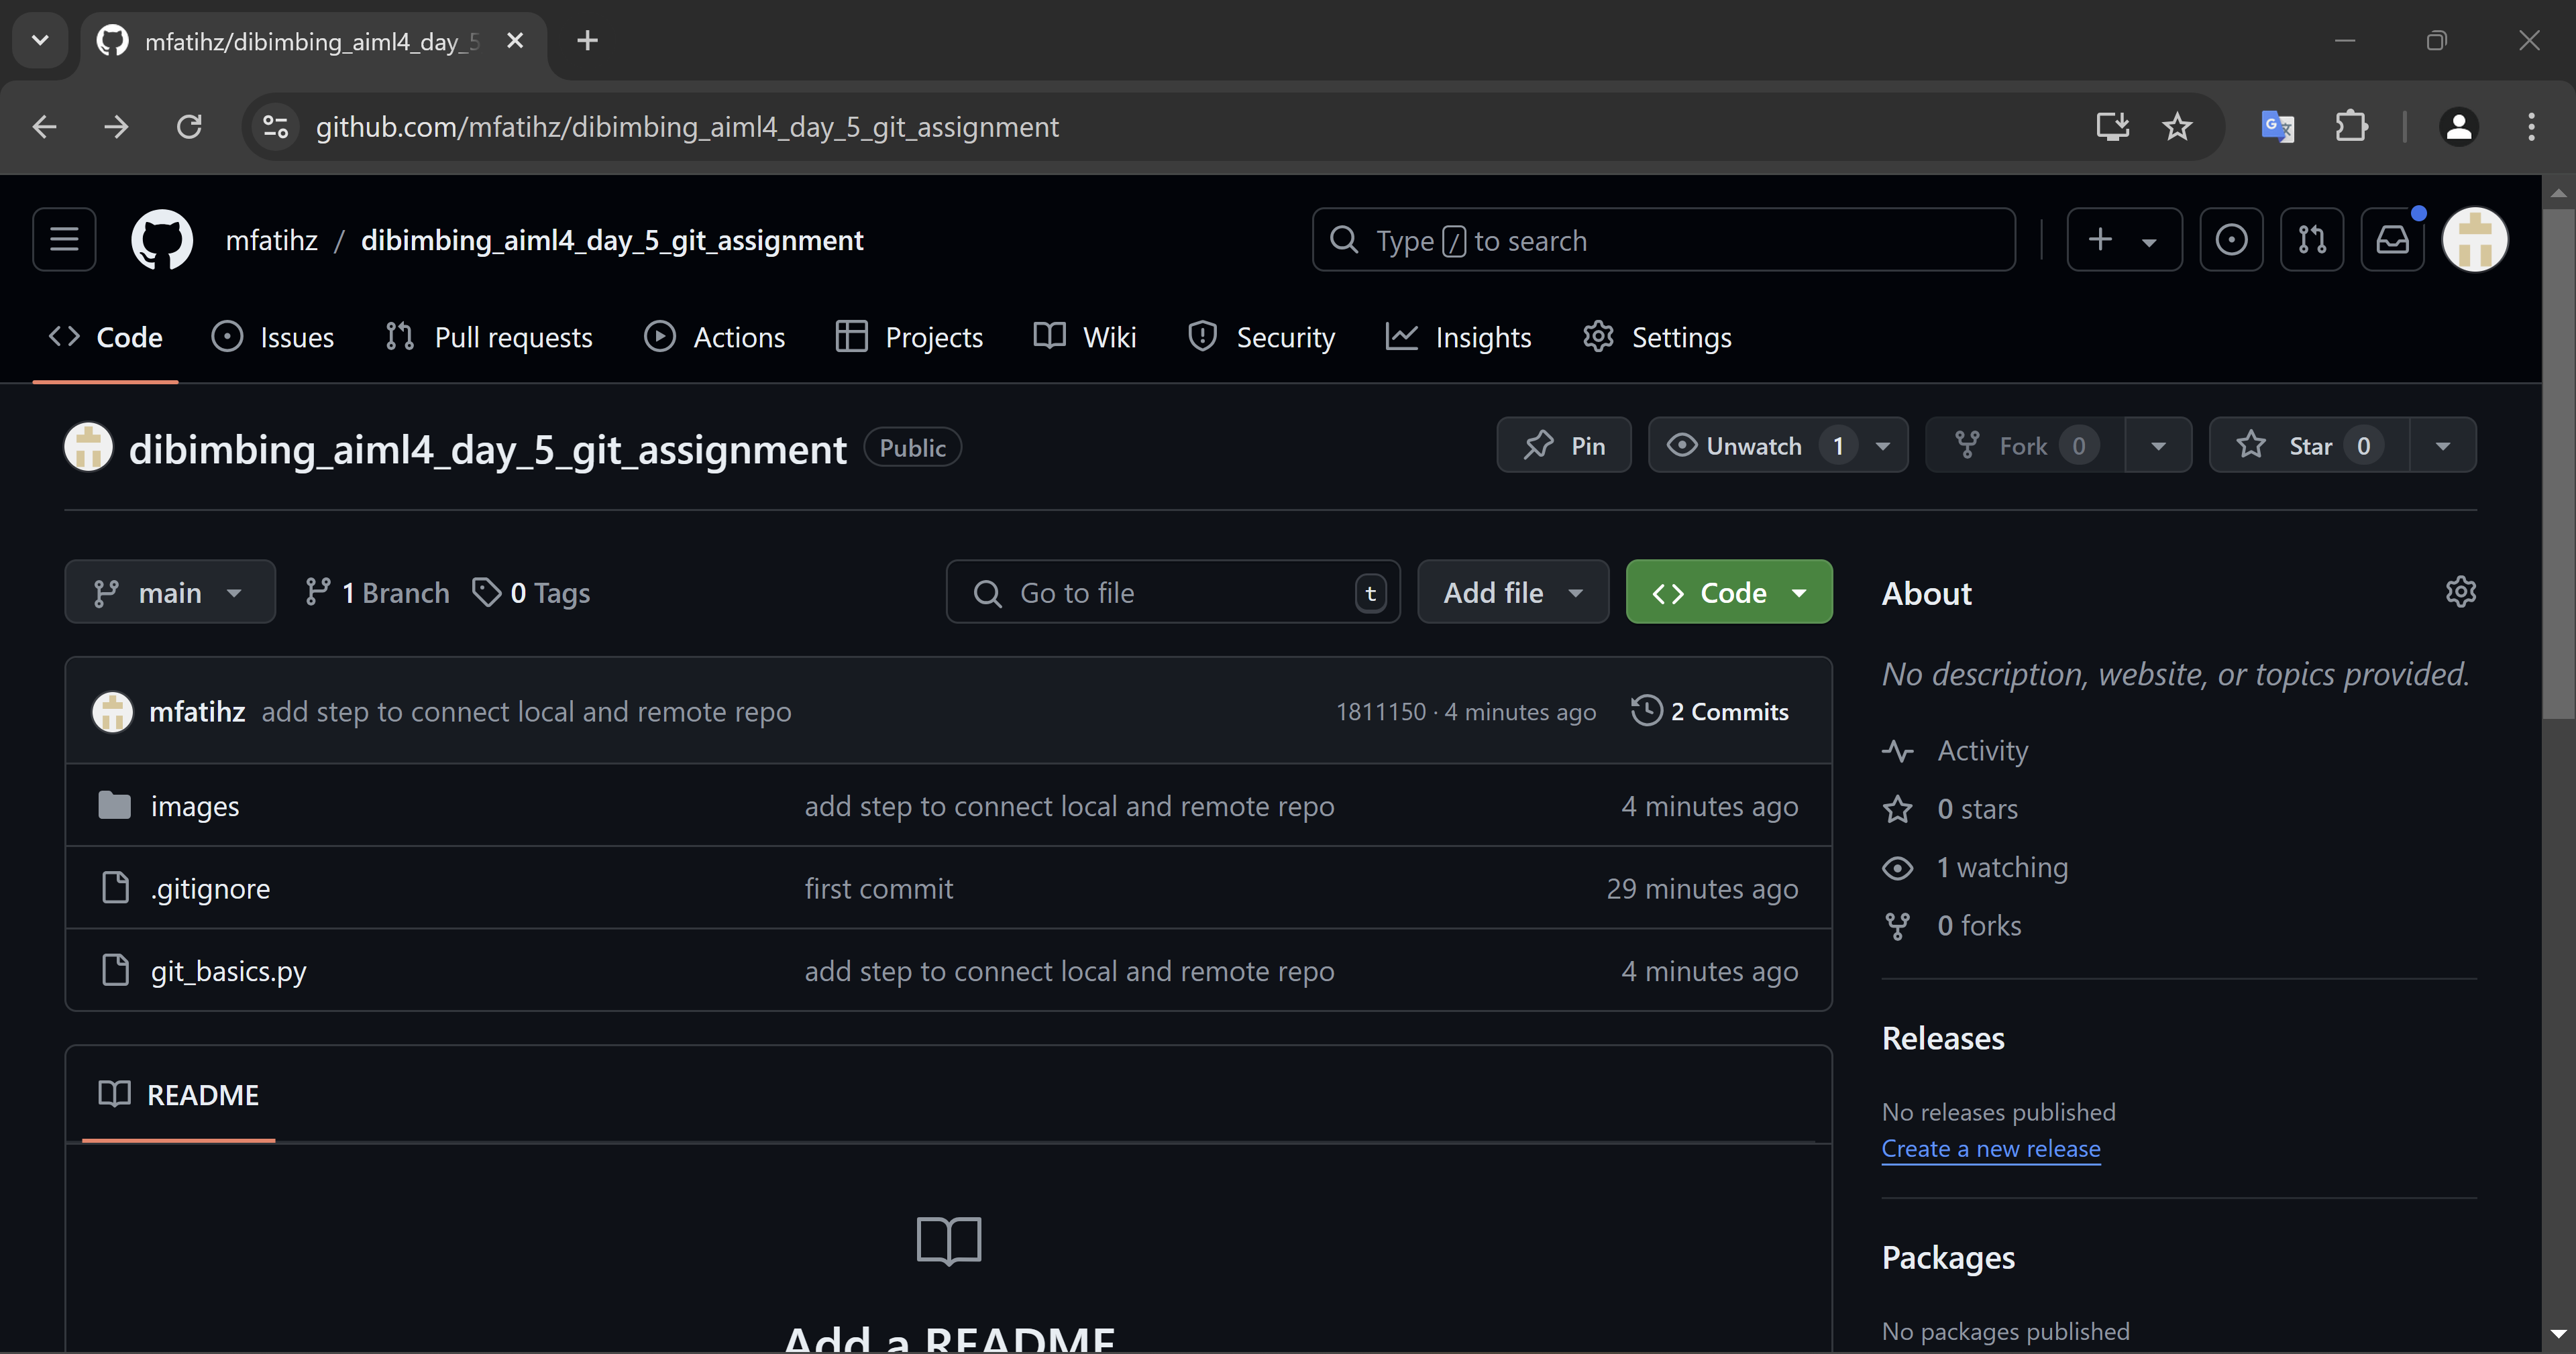 mfatihz/dibimbing_aiml4_day_5
github.com/mfatihz/dibimbing_aiml4_day_5_git_assignment
mfatihz / dibimbing_aiml4_day_5_git_assignment
Type / to search
Code Issues Pull requests Actions Projects Wiki Security Insights Settings
dibimbing_aiml4_day_5_git_assignment Public
Pin Unwatch 1 Fork 0 Star 0
main 1 Branch 0 Tags Go to file t Add file Code
mfatihz add step to connect local and remote repo 1811150 · 4 minutes ago 2 Commits
images add step to connect local and remote repo 4 minutes ago
.gitignore first commit 29 minutes ago
git_basics.py add step to connect local and remote repo 4 minutes ago
README
Add a README
About
No description, website, or topics provided.
Activity
0 stars
1 watching
0 forks
Releases
No releases published
Create a new release
Packages
No packages published